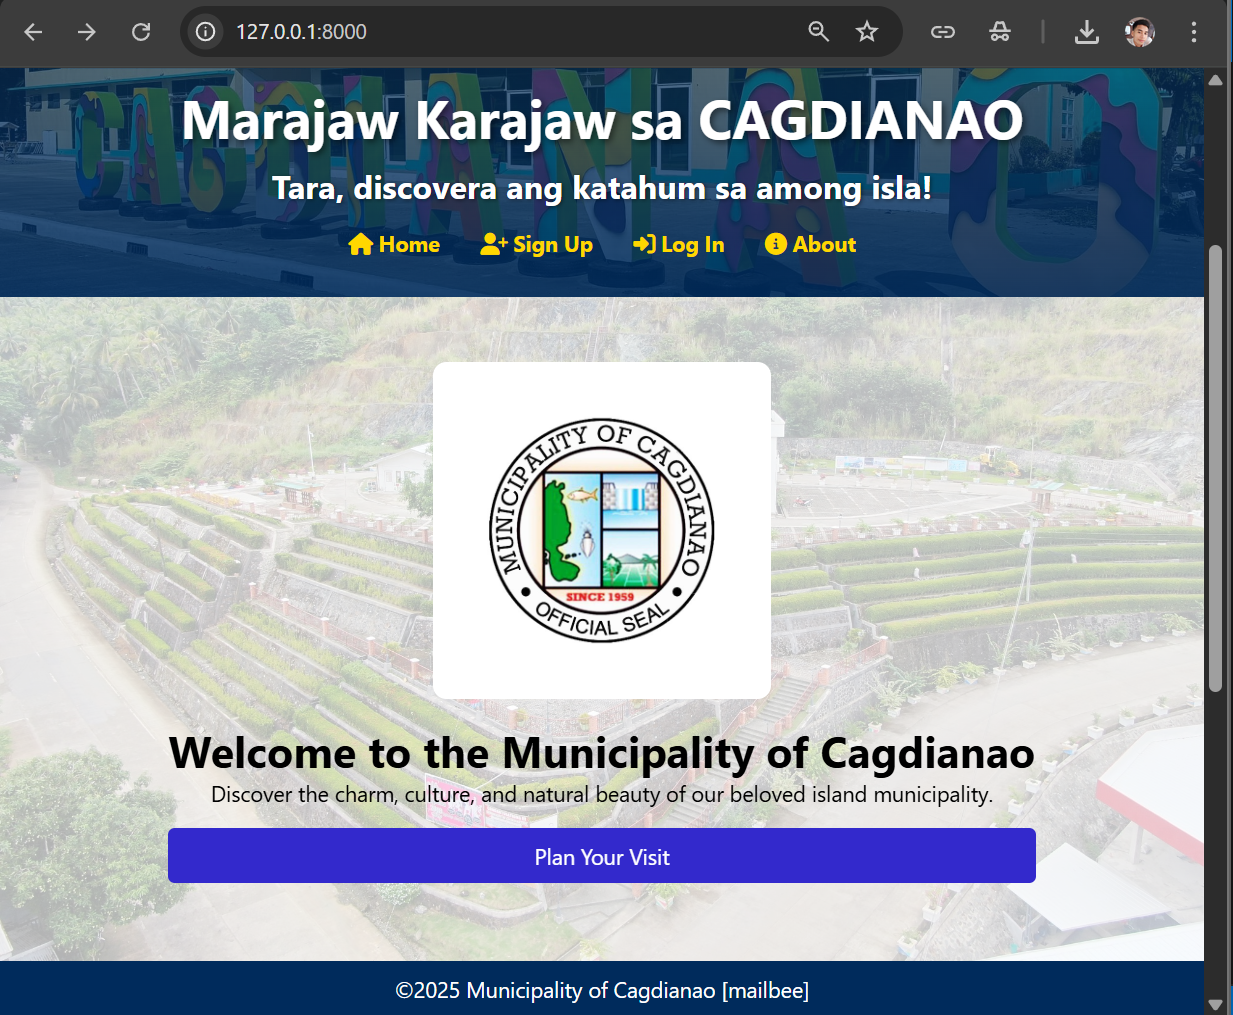 127.0.0.1:8000
CAGDIANAO
Marajaw Karajaw sa CAGDIANAO
Tara, discovera ang katahum sa among isla!
Home Sign Up Log In About
MUNICIPALITY OF CAGDIANAO
SINCE 1959
OFFICIAL SEAL
Welcome to the Municipality of Cagdianao
Discover the charm, culture, and natural beauty of our beloved island municipality.
Plan Your Visit
©2025 Municipality of Cagdianao [mailbee]